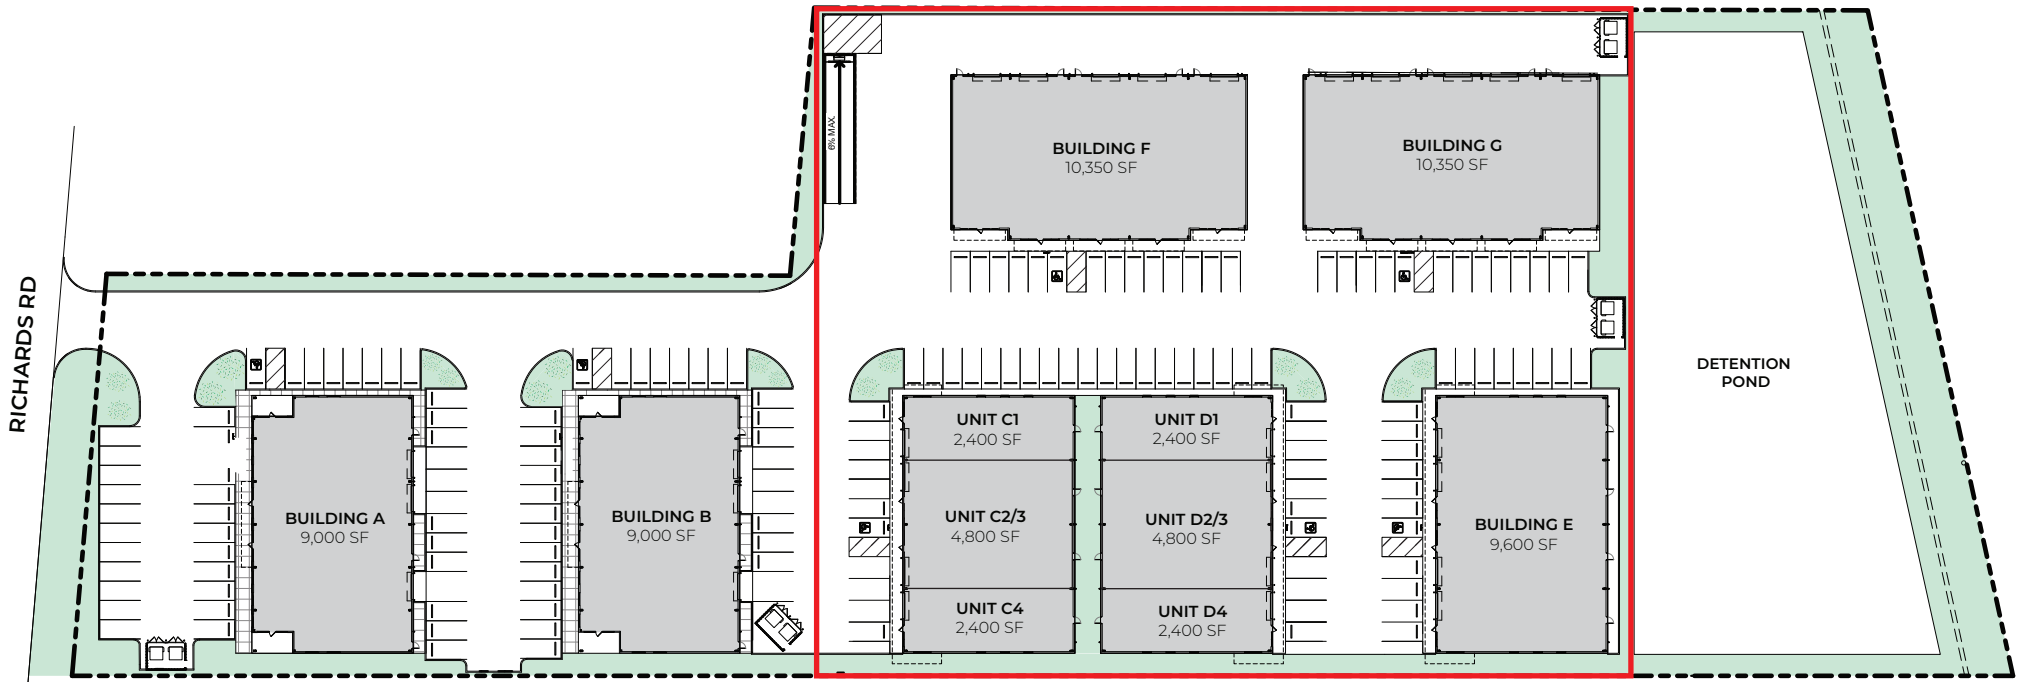 6% MAX.
BUILDING F
10,350 SF
BUILDING G
10,350 SF
RICHARDS RD
DETENTION
POND
BUILDING A
9,000 SF
BUILDING B
9,000 SF
UNIT C1
2,400 SF
UNIT D1
2,400 SF
UNIT C2/3
4,800 SF
UNIT D2/3
4,800 SF
BUILDING E
9,600 SF
UNIT C4
2,400 SF
UNIT D4
2,400 SF